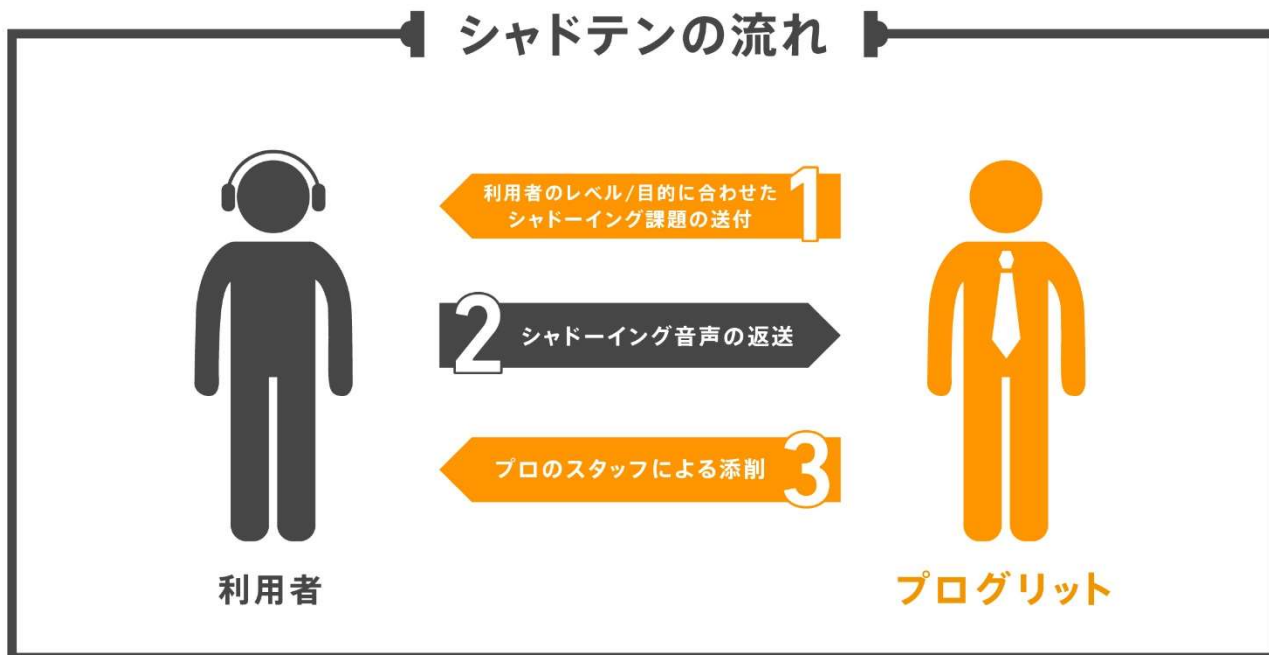 シャドテンの流れ
利用者のレベル/目的に合わせた
シャドーイング課題の送付
1
2
シャドーイング音声の返送
プロのスタッフによる添削
3
利用者
プログリット